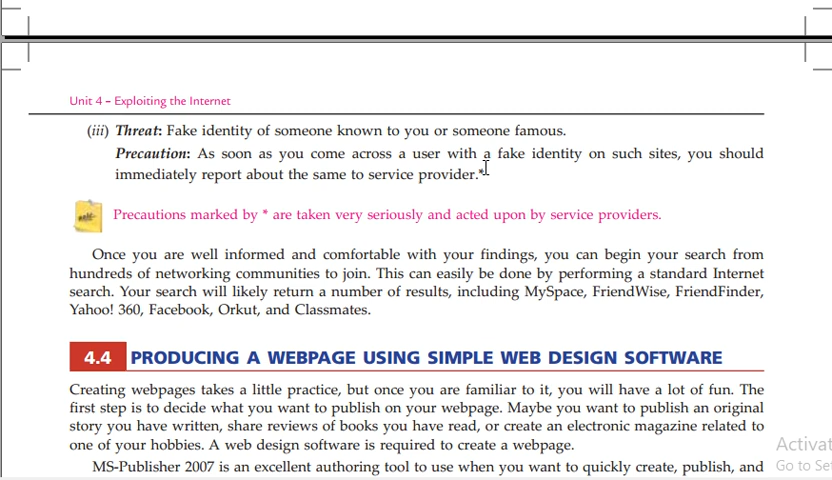 Unit 4 – Exploiting the Internet
(iii) Threat: Fake identity of someone known to you or someone famous.
Precaution: As soon as you come across a user with a fake identity on such sites, you should
immediately report about the same to service provider.*
Precautions marked by * are taken very seriously and acted upon by service providers.
Once you are well informed and comfortable with your findings, you can begin your search from
hundreds of networking communities to join. This can easily be done by performing a standard Internet
search. Your search will likely return a number of results, including MySpace, FriendWise, FriendFinder,
Yahoo! 360, Facebook, Orkut, and Classmates.
4.4 PRODUCING A WEBPAGE USING SIMPLE WEB DESIGN SOFTWARE
Creating webpages takes a little practice, but once you are familiar to it, you will have a lot of fun. The
first step is to decide what you want to publish on your webpage. Maybe you want to publish an original
story you have written, share reviews of books you have read, or create an electronic magazine related to
one of your hobbies. A web design software is required to create a webpage.
Activat
Go to Se
MS-Publisher 2007 is an excellent authoring tool to use when you want to quickly create, publish, and